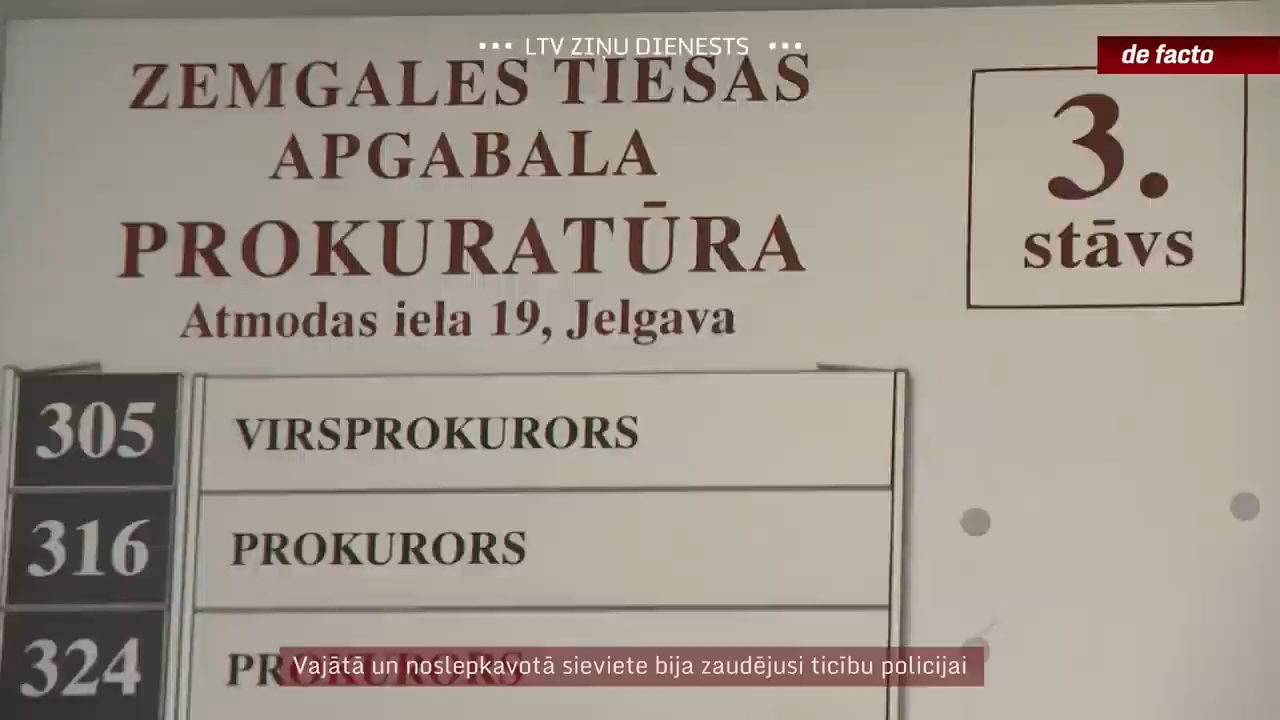 LTV ZIŅU DIENESTS
de facto
ZEMGALES TIESAS
APGABALA
PROKURATŪRA
Atmodas iela 19, Jelgava
3.
stāvs
305 VIRSPROKURORS
316 PROKURORS
324 PROKURORS
Vajātā un noslepkavotā sieviete bija zaudējusi ticību policijai